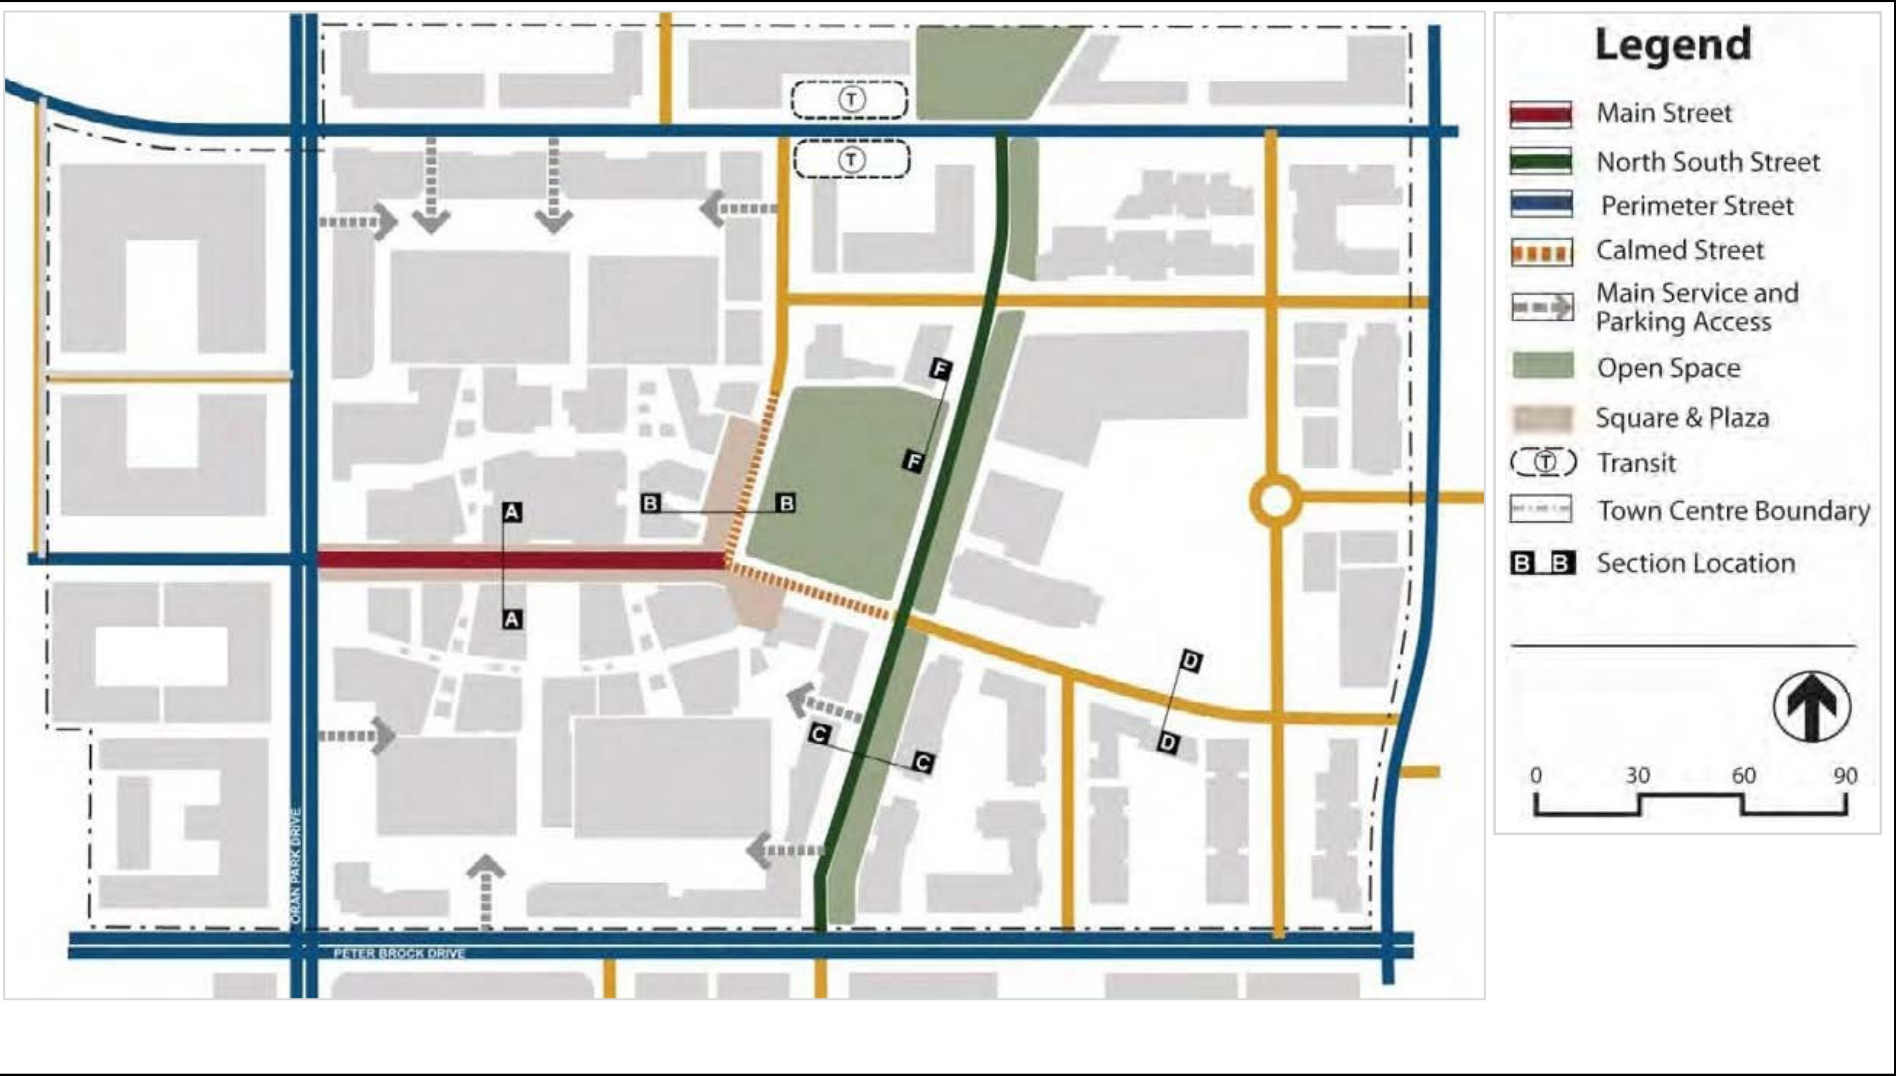 T
T
F
F
A
B
B
A
D
D
C
C
ORAN PARK DRIVE
PETER BROCK DRIVE
Legend
Main Street
North South Street
Perimeter Street
Calmed Street
Main Service and
Parking Access
Open Space
Square & Plaza
T Transit
Town Centre Boundary
B B Section Location
0 30 60 90